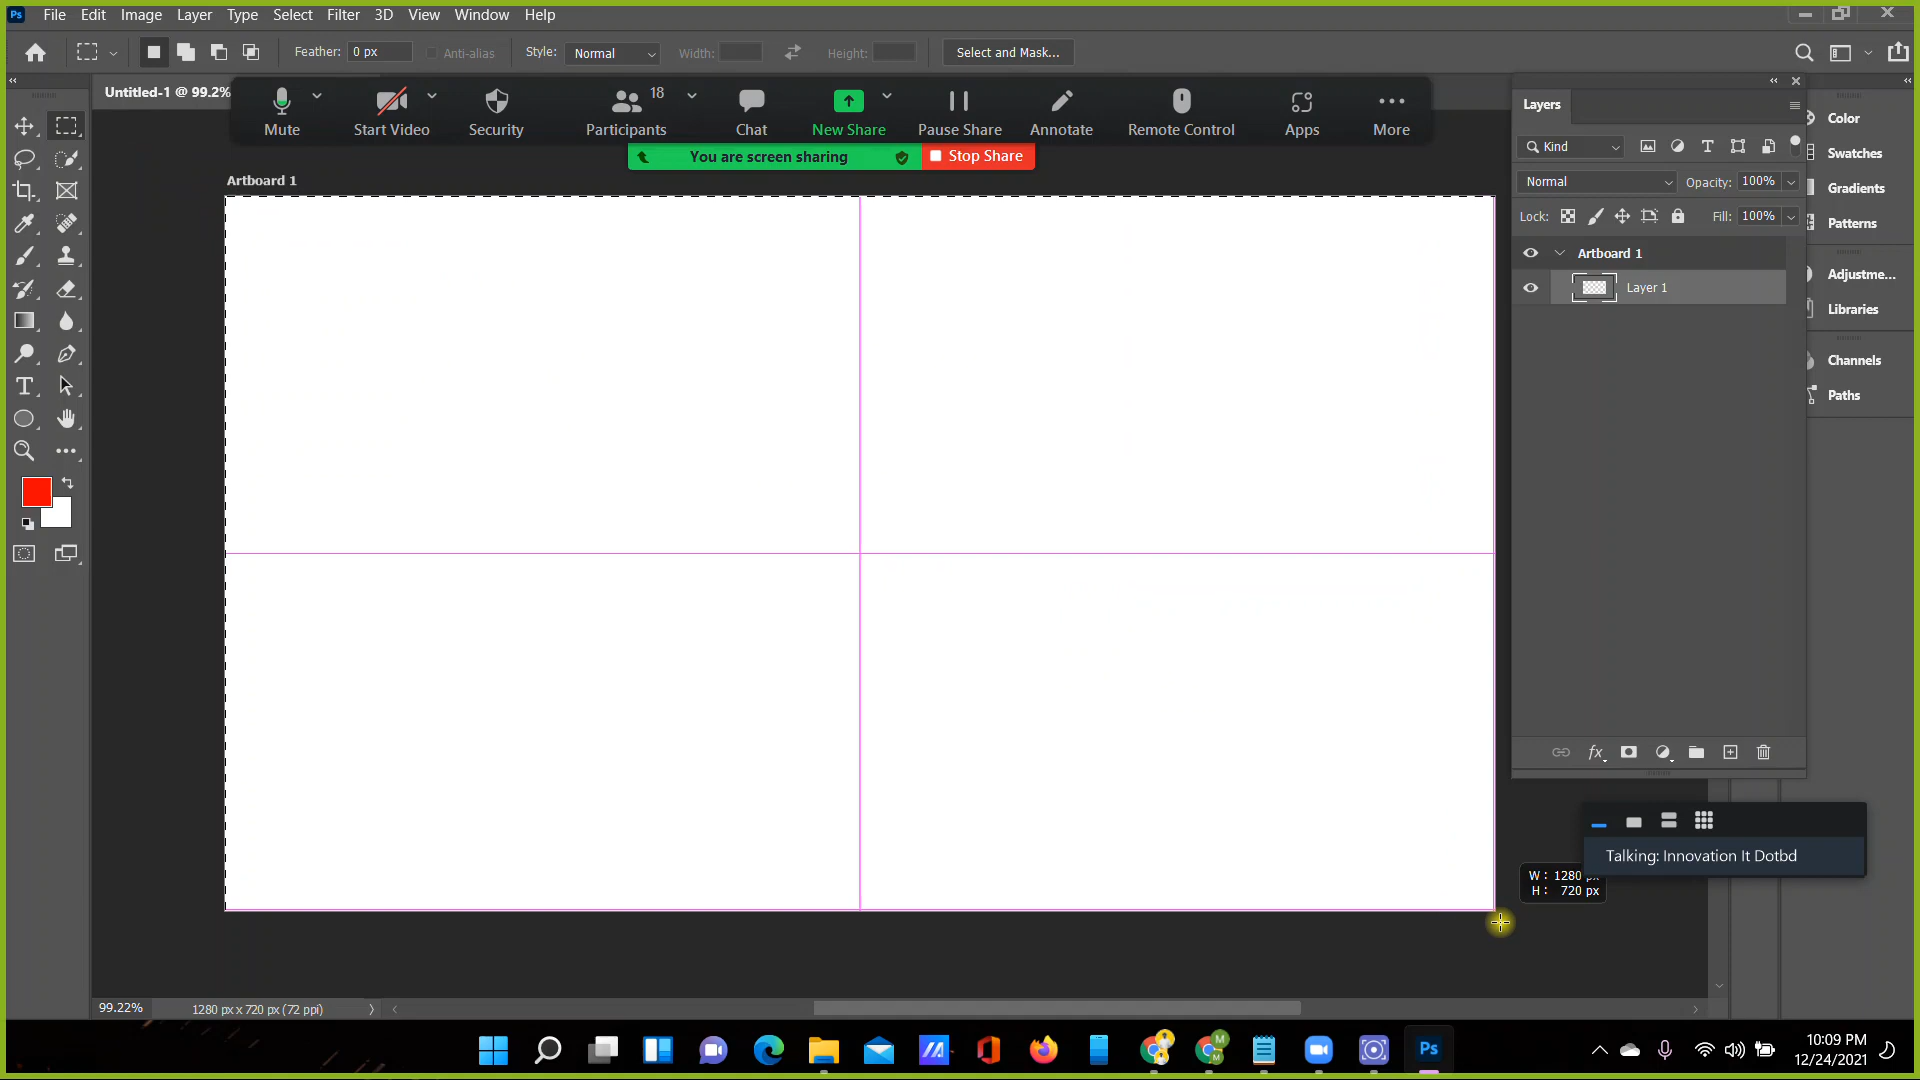 Ps File Edit Image Layer Type Select Filter 3D View Window Help
Feather: 0 px Anti-alias Style: Normal Width: Height: Select and Mask...
Untitled-1 @ 99.2%
Mute Start Video Security Participants 18 Chat New Share Pause Share Annotate Remote Control Apps More
You are screen sharing Stop Share
Artboard 1
Layers
Kind
Normal Opacity: 100%
Lock: Fill: 100%
Artboard 1
Layer 1
fx
Color
Swatches
Gradients
Patterns
Adjustme...
Libraries
Channels
Paths
Talking: Innovation It Dotbd
W: 1280 px
H: 720 px
99.22% 1280 px x 720 px (72 ppi)
Ps
10:09 PM
12/24/2021